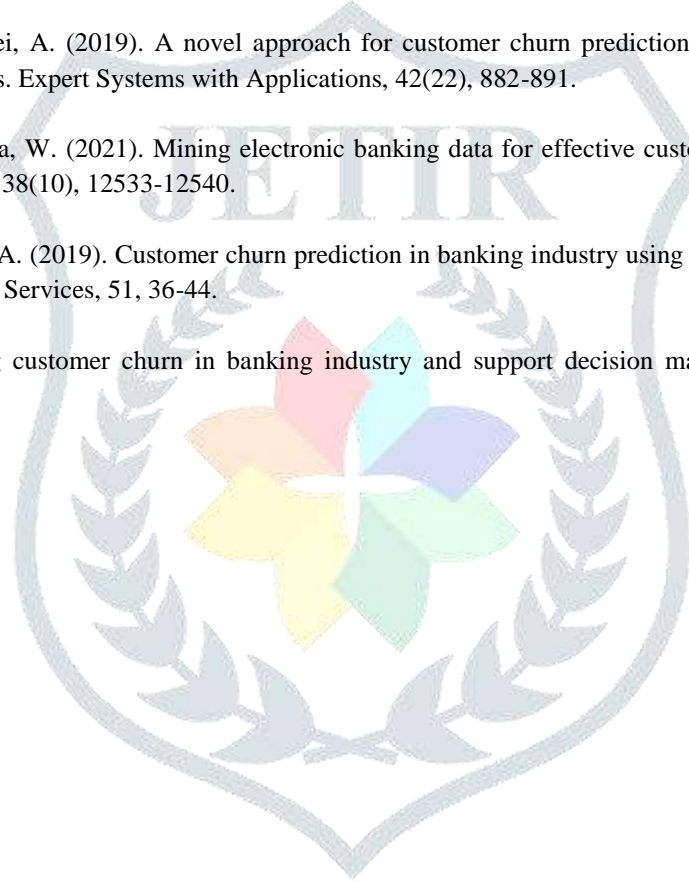 ei, A. (2019). A novel approach for customer churn prediction
s. Expert Systems with Applications, 42(22), 882-891.
a, W. (2021). Mining electronic banking data for effective custo
38(10), 12533-12540.
JETIR
A. (2019). Customer churn prediction in banking industry using
Services, 51, 36-44.
g customer churn in banking industry and support decision ma